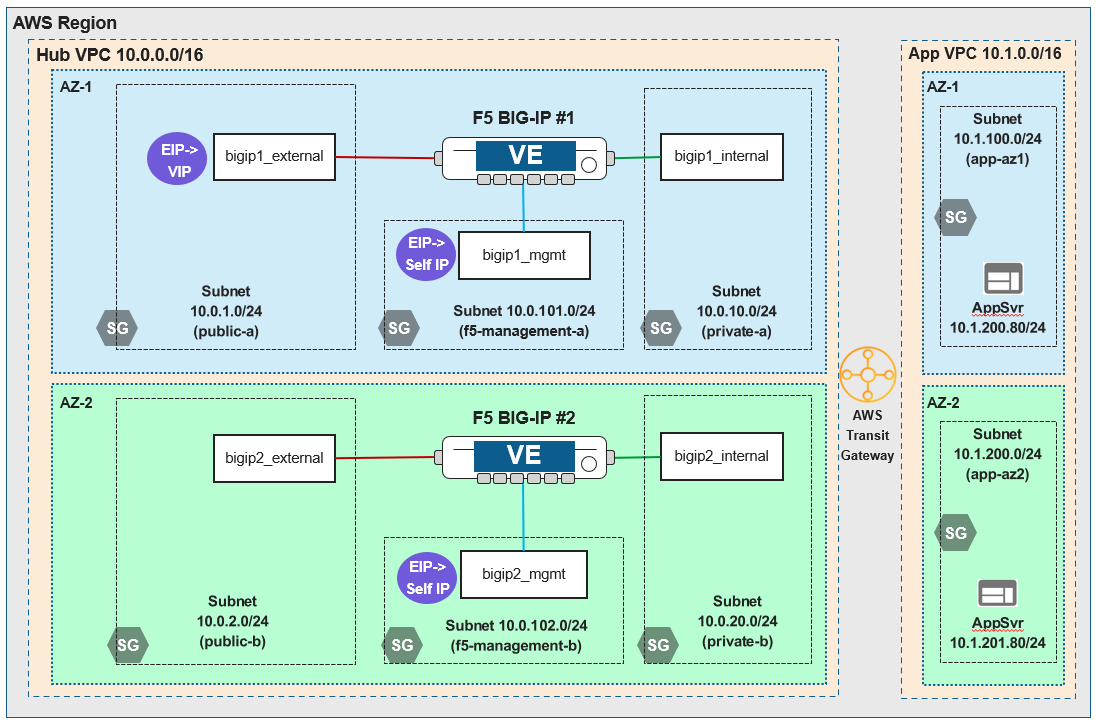 AWS Region
Hub VPC 10.0.0.0/16
AZ-1
EIP->
VIP
bigip1_external
F5 BIG-IP #1
VE
bigip1_internal
EIP->
Self IP
bigip1_mgmt
Subnet
10.0.1.0/24
(public-a)
SG
Subnet 10.0.101.0/24
(f5-management-a)
SG
Subnet
10.0.10.0/24
(private-a)
SG
AZ-2
F5 BIG-IP #2
bigip2_external
VE
bigip2_internal
EIP->
Self IP
bigip2_mgmt
Subnet
10.0.2.0/24
(public-b)
SG
Subnet 10.0.102.0/24
(f5-management-b)
SG
Subnet
10.0.20.0/24
(private-b)
SG
AWS
Transit
Gateway
App VPC 10.1.0.0/16
AZ-1
Subnet
10.1.100.0/24
(app-az1)
SG
AppSvr
10.1.200.80/24
AZ-2
Subnet
10.1.200.0/24
(app-az2)
SG
AppSvr
10.1.201.80/24